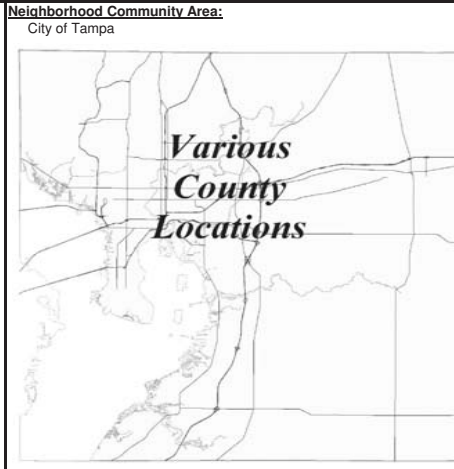 Neighborhood Community Area:
City of Tampa
Various
County
Locations